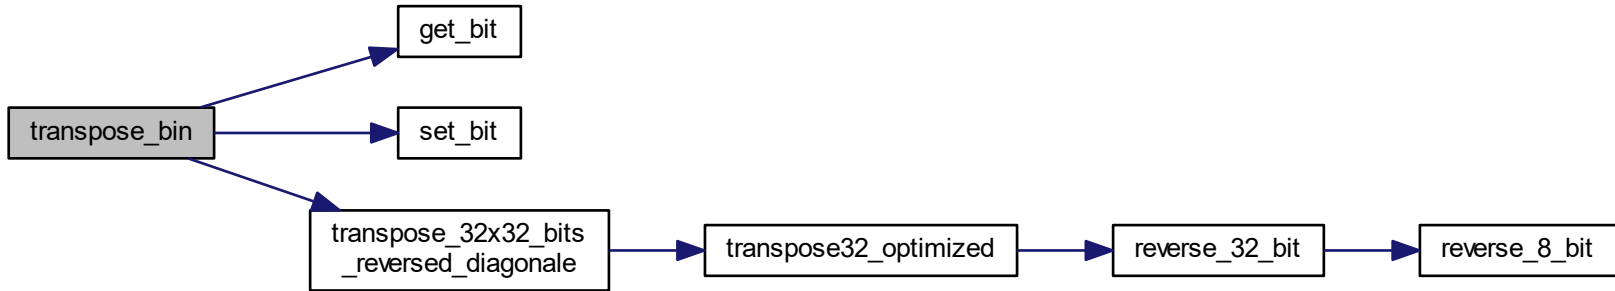 get_bit
transpose_bin
set_bit
transpose_32x32_bits
_reversed_diagonale
transpose32_optimized
reverse_32_bit
reverse_8_bit